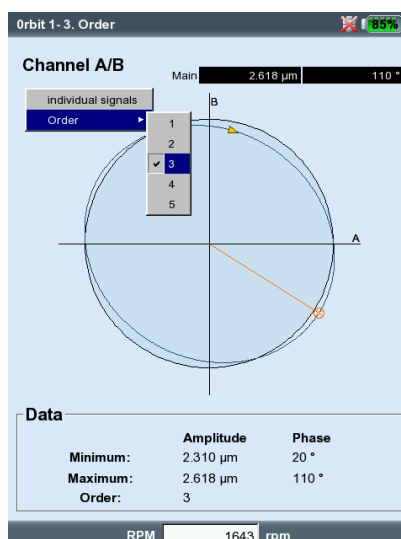 0rbit 1- 3. Order 85%
Channel A/B
Main 2.618 µm 110 °
individual signals
Order
1
2
3
4
5
B
A
Data
Amplitude Phase
Minimum: 2.310 µm 20 °
Maximum: 2.618 µm 110 °
Order: 3
RPM 1643 rpm